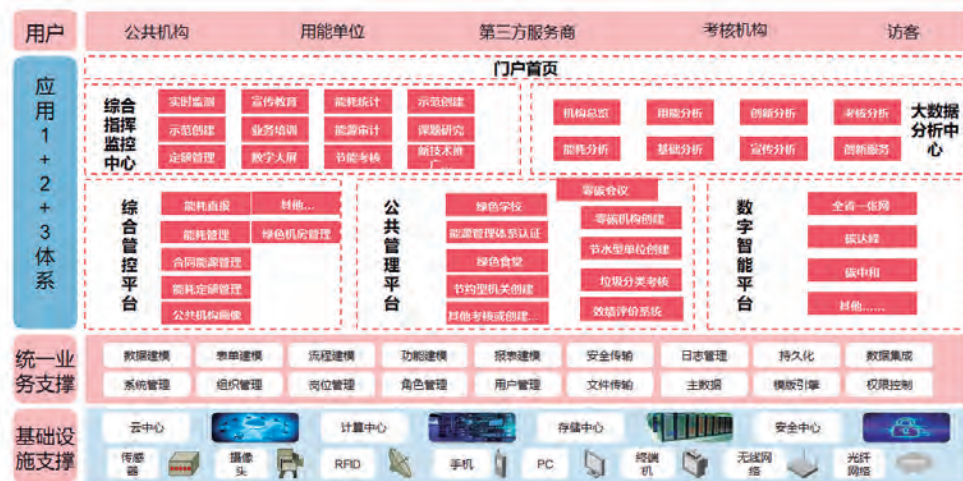 用户
公共机构
用能单位
第三方服务商
考核机构
访客
应用1+2+3体系
门户首页
综合指挥监控中心
实时监测
宣传教育
能耗统计
示范创建
示范创建
业务培训
能源审计
课题研究
定额管理
数字大屏
节能考核
新技术推广
机构总览
用能分析
创新分析
考核分析
能耗分析
基础分析
宣传分析
创新服务
大数据分析中心
综合管控平台
能耗直报
其他...
能耗管理
绿色机房管理
合同能源管理
能耗定额管理
公共机构画像
公共管理平台
零碳会议
绿色学校
零碳机构创建
能源管理体系认证
节水型单位创建
绿色食堂
垃圾分类考核
节约型机关创建
效绩评价系统
其他考核或创建...
数字智能平台
全省一张网
碳达峰
碳中和
其他......
统一业务支撑
数据建模
表单建模
流程建模
功能建模
报表建模
安全传输
日志管理
持久化
数据集成
系统管理
组织管理
岗位管理
角色管理
用户管理
文件传输
主数据
模版引擎
权限控制
基础设施支撑
云中心
计算中心
存储中心
安全中心
传感器
摄像头
RFID
手机
PC
终端机
无线网络
光纤网络